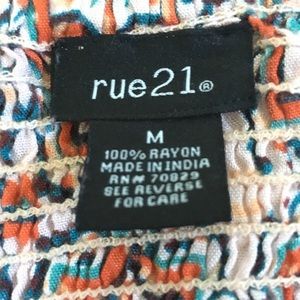 rue21®
M
100% RAYON
MADE IN INDIA
RN# 70829
SEE REVERSE
FOR CARE